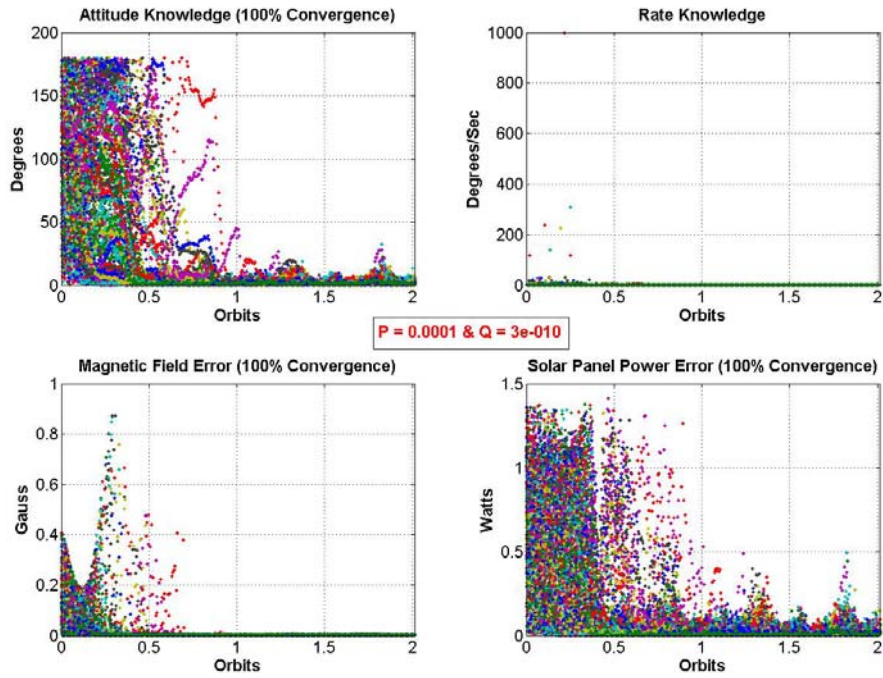 Attitude Knowledge (100% Convergence)
200
150
100
50
0
Degrees
0 0.5 1 1.5 2
Orbits
Rate Knowledge
1000
800
600
400
200
0
Degrees/Sec
0 0.5 1 1.5 2
Orbits
P = 0.0001 & Q = 3e-010
Magnetic Field Error (100% Convergence)
1
0.8
0.6
0.4
0.2
0
Gauss
0 0.5 1 1.5 2
Orbits
Solar Panel Power Error (100% Convergence)
1.5
1
0.5
0
Watts
0 0.5 1 1.5 2
Orbits